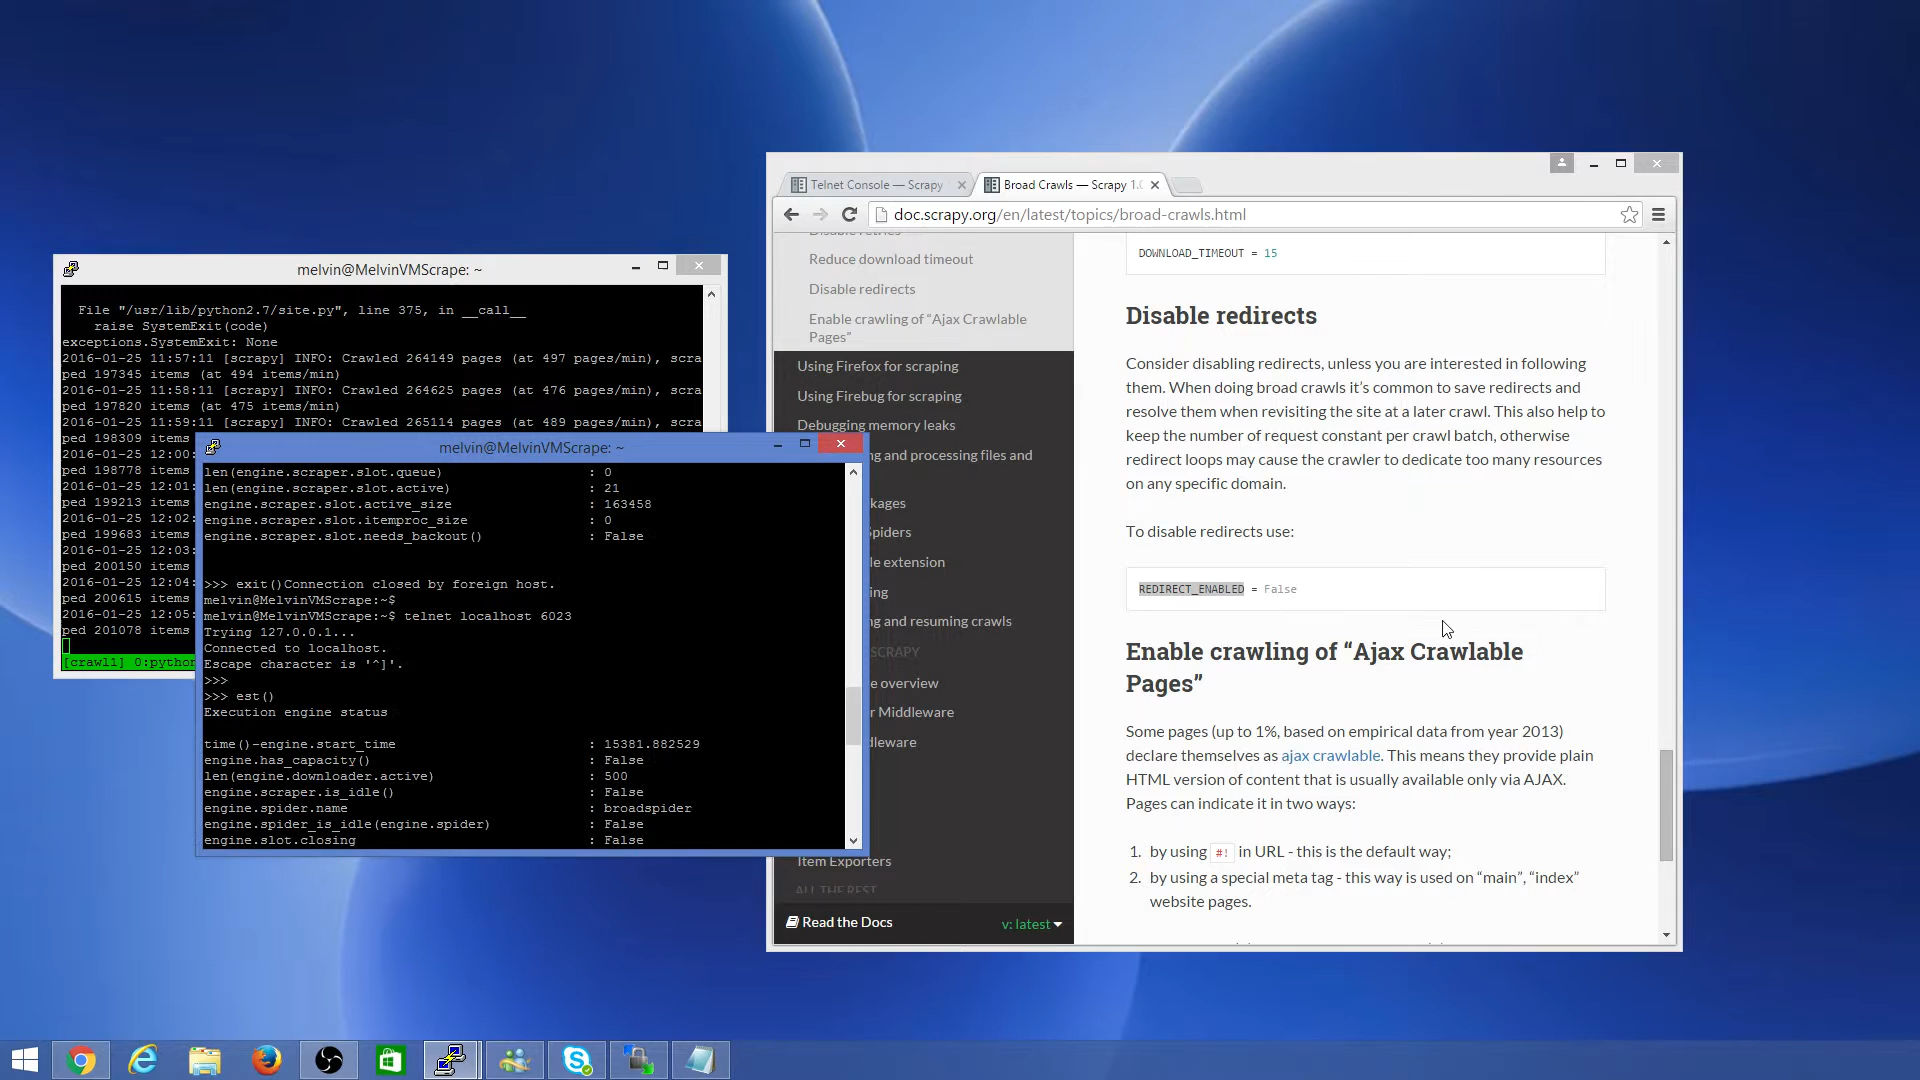 melvin@MelvinVMScrape: ~
File "/usr/lib/python2.7/site.py", line 375, in __call__
raise SystemExit(code)
exceptions.SystemExit: None
2016-01-25 11:57:11 [scrapy] INFO: Crawled 264149 pages (at 497 pages/min), scra
ped 197345 items (at 494 items/min)
2016-01-25 11:58:11 [scrapy] INFO: Crawled 264625 pages (at 476 pages/min), scra
ped 197820 items (at 475 items/min)
2016-01-25 11:59:11 [scrapy] INFO: Crawled 265114 pages (at 489 pages/min), scra
ped 198309 items
2016-01-25 12:00:
ped 198778 items
2016-01-25 12:01:
ped 199213 items
2016-01-25 12:02:
ped 199683 items
2016-01-25 12:03:
ped 200150 items
2016-01-25 12:04:
ped 200615 items
2016-01-25 12:05:
ped 201078 items
[crawl1] 0:python
melvin@MelvinVMScrape: ~
len(engine.scraper.slot.queue) : 0
len(engine.scraper.slot.active) : 21
engine.scraper.slot.active_size : 163458
engine.scraper.slot.itemproc_size : 0
engine.scraper.slot.needs_backout() : False
>>> exit()Connection closed by foreign host.
melvin@MelvinVMScrape:~$
melvin@MelvinVMScrape:~$ telnet localhost 6023
Trying 127.0.0.1...
Connected to localhost.
Escape character is '^]'.
>>>
>>> est()
Execution engine status
time()-engine.start_time : 15381.882529
engine.has_capacity() : False
len(engine.downloader.active) : 500
engine.scraper.is_idle() : False
engine.spider.name : broadspider
engine.spider_is_idle(engine.spider) : False
engine.slot.closing : False
Telnet Console — Scrapy
Broad Crawls — Scrapy 1.
doc.scrapy.org/en/latest/topics/broad-crawls.html
Reduce download timeout
Disable redirects
Enable crawling of “Ajax Crawlable
Pages”
Using Firefox for scraping
Using Firebug for scraping
Debugging memory leaks
ng and processing files and
kages
Spiders
le extension
ing
ng and resuming crawls
SCRAPY
e overview
r Middleware
dleware
Item Exporters
ALL THE REST
Read the Docs
v: latest
DOWNLOAD_TIMEOUT = 15
Disable redirects
Consider disabling redirects, unless you are interested in following
them. When doing broad crawls it’s common to save redirects and
resolve them when revisiting the site at a later crawl. This also help to
keep the number of request constant per crawl batch, otherwise
redirect loops may cause the crawler to dedicate too many resources
on any specific domain.
To disable redirects use:
REDIRECT_ENABLED = False
Enable crawling of “Ajax Crawlable
Pages”
Some pages (up to 1%, based on empirical data from year 2013)
declare themselves as ajax crawlable. This means they provide plain
HTML version of content that is usually available only via AJAX.
Pages can indicate it in two ways:
1. by using #! in URL - this is the default way;
2. by using a special meta tag - this way is used on “main”, “index”
website pages.